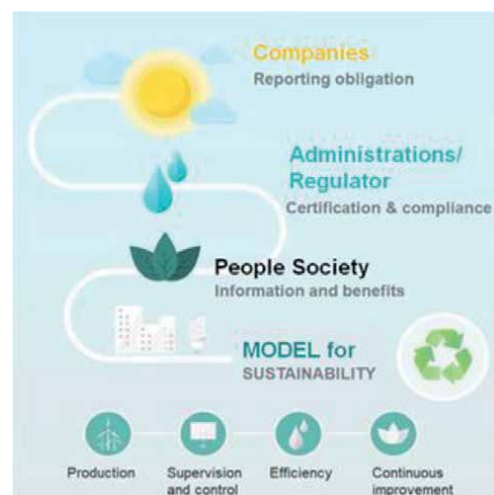 Companies
Reporting obligation
Administrations/
Regulator
Certification & compliance
People Society
Information and benefits
MODEL for
SUSTAINABILITY
Production
Supervision
and control
Efficiency
Continuous
improvement